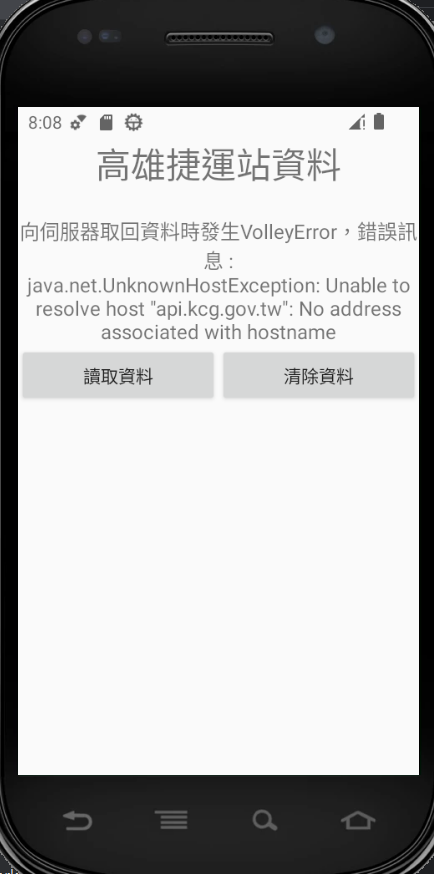 8:08
高雄捷運站資料
向伺服器取回資料時發生VolleyError，錯誤訊
息：
java.net.UnknownHostException: Unable to
resolve host "api.kcg.gov.tw": No address
associated with hostname
讀取資料 清除資料